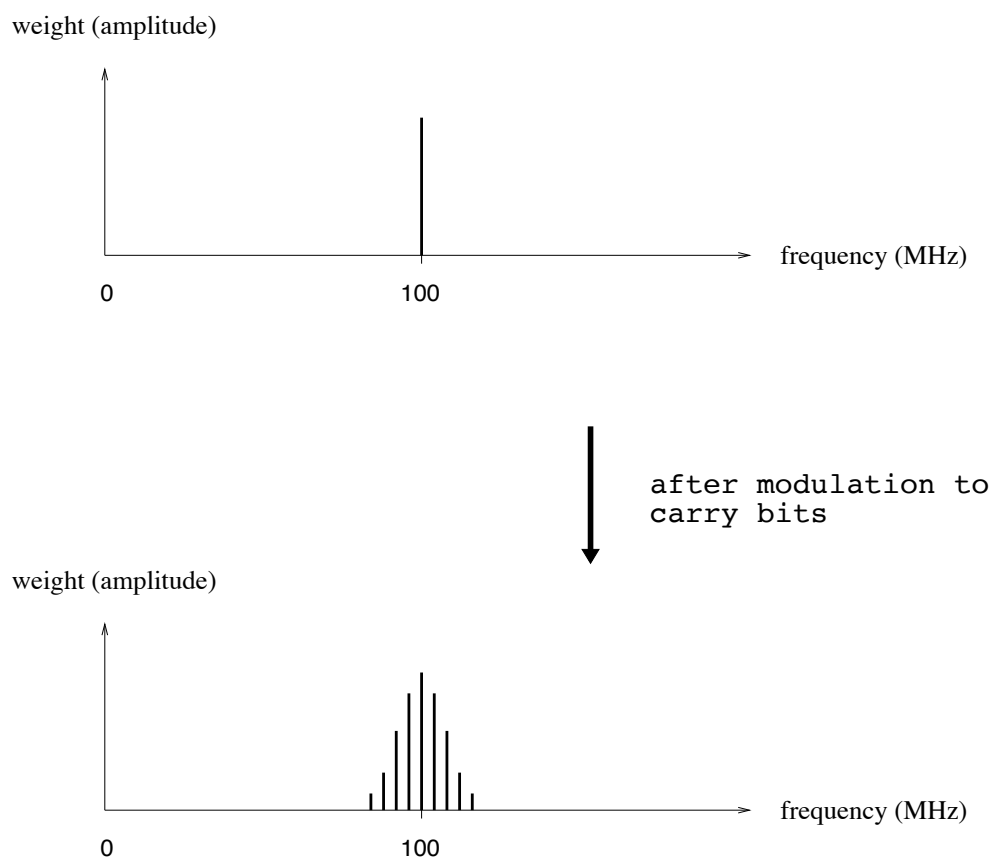 weight (amplitude)
frequency (MHz)
0
100
after modulation to
carry bits
weight (amplitude)
frequency (MHz)
0
100